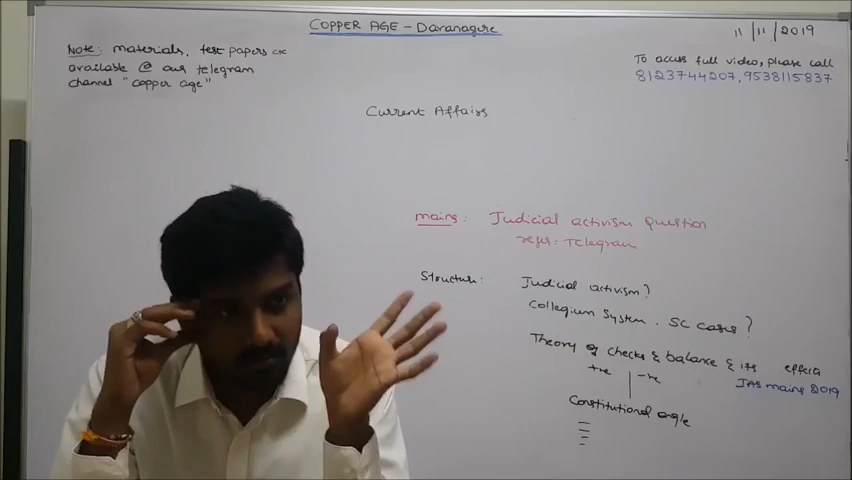 COPPER AGE - Davanagere
11/11/2019
Note: materials, test papers etc
available @ our telegram
channel "copper age"
To access full video, please call
8123744207, 9538115837
Current Affairs
mains: Judicial activism Question
refer: Telegram
Structure: Judicial activism?
Collegium System. SC cases?
Theory of checks & balance & its effects
+ve -ve
IAS mains 2019
Constitutional angle